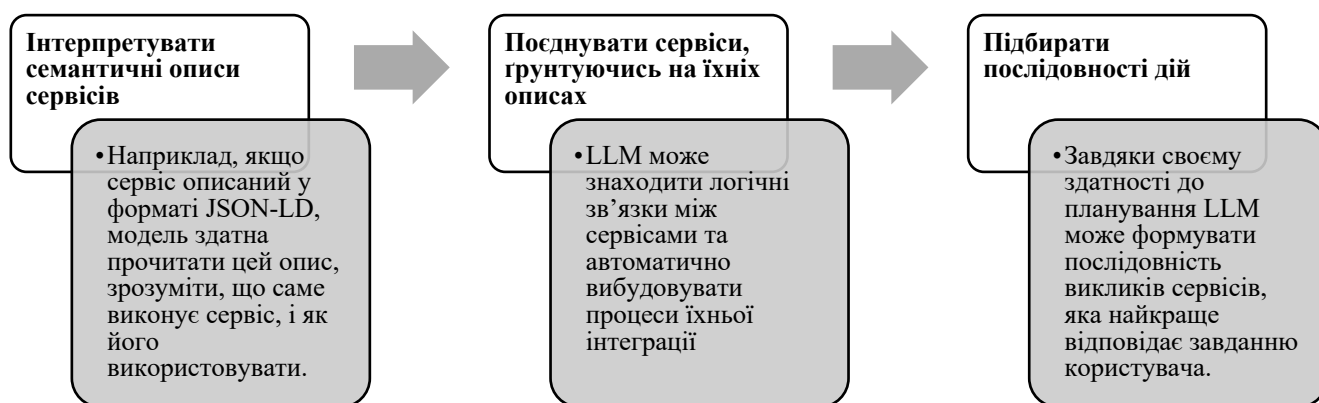 Інтерпретувати
семантичні описи
сервісів
•Наприклад, якщо
сервіс описаний у
форматі JSON-LD,
модель здатна
прочитати цей опис,
зрозуміти, що саме
виконує сервіс, і як
його
використовувати.
Поєднувати сервіси,
ґрунтуючись на їхніх
описах
•LLM може
знаходити логічні
зв’язки між
сервісами та
автоматично
вибудовувати
процеси їхньої
інтеграції
Підбирати
послідовності дій
•Завдяки своєму
здатності до
планування LLM
може формувати
послідовність
викликів сервісів,
яка найкраще
відповідає завданню
користувача.